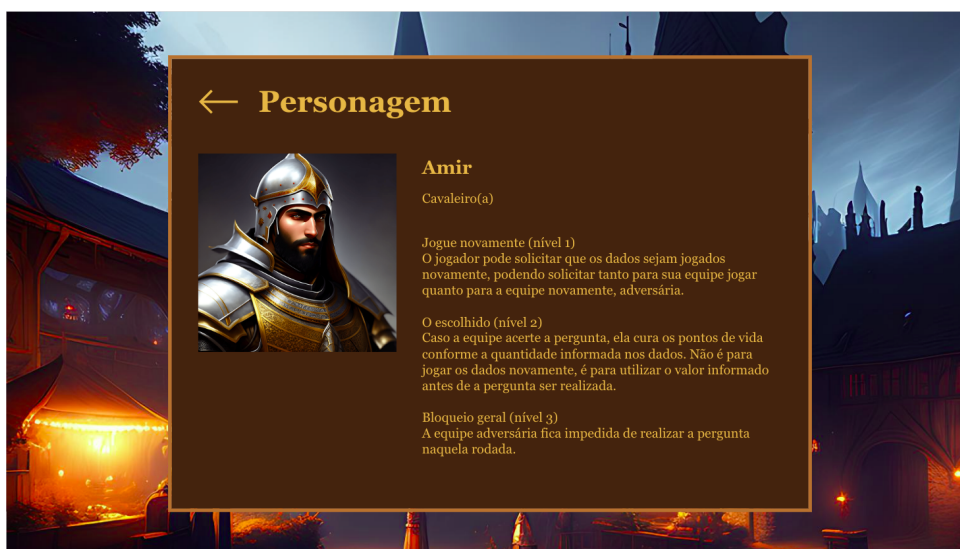 Personagem
Amir
Cavaleiro(a)
Jogue novamente (nível 1)
O jogador pode solicitar que os dados sejam jogados
novamente, podendo solicitar tanto para sua equipe jogar
quanto para a equipe novamente, adversária.
O escolhido (nível 2)
Caso a equipe acerte a pergunta, ela cura os pontos de vida
conforme a quantidade informada nos dados. Não é para
jogar os dados novamente, é para utilizar o valor informado
antes de a pergunta ser realizada.
Bloqueio geral (nível 3)
A equipe adversária fica impedida de realizar a pergunta
naquela rodada.